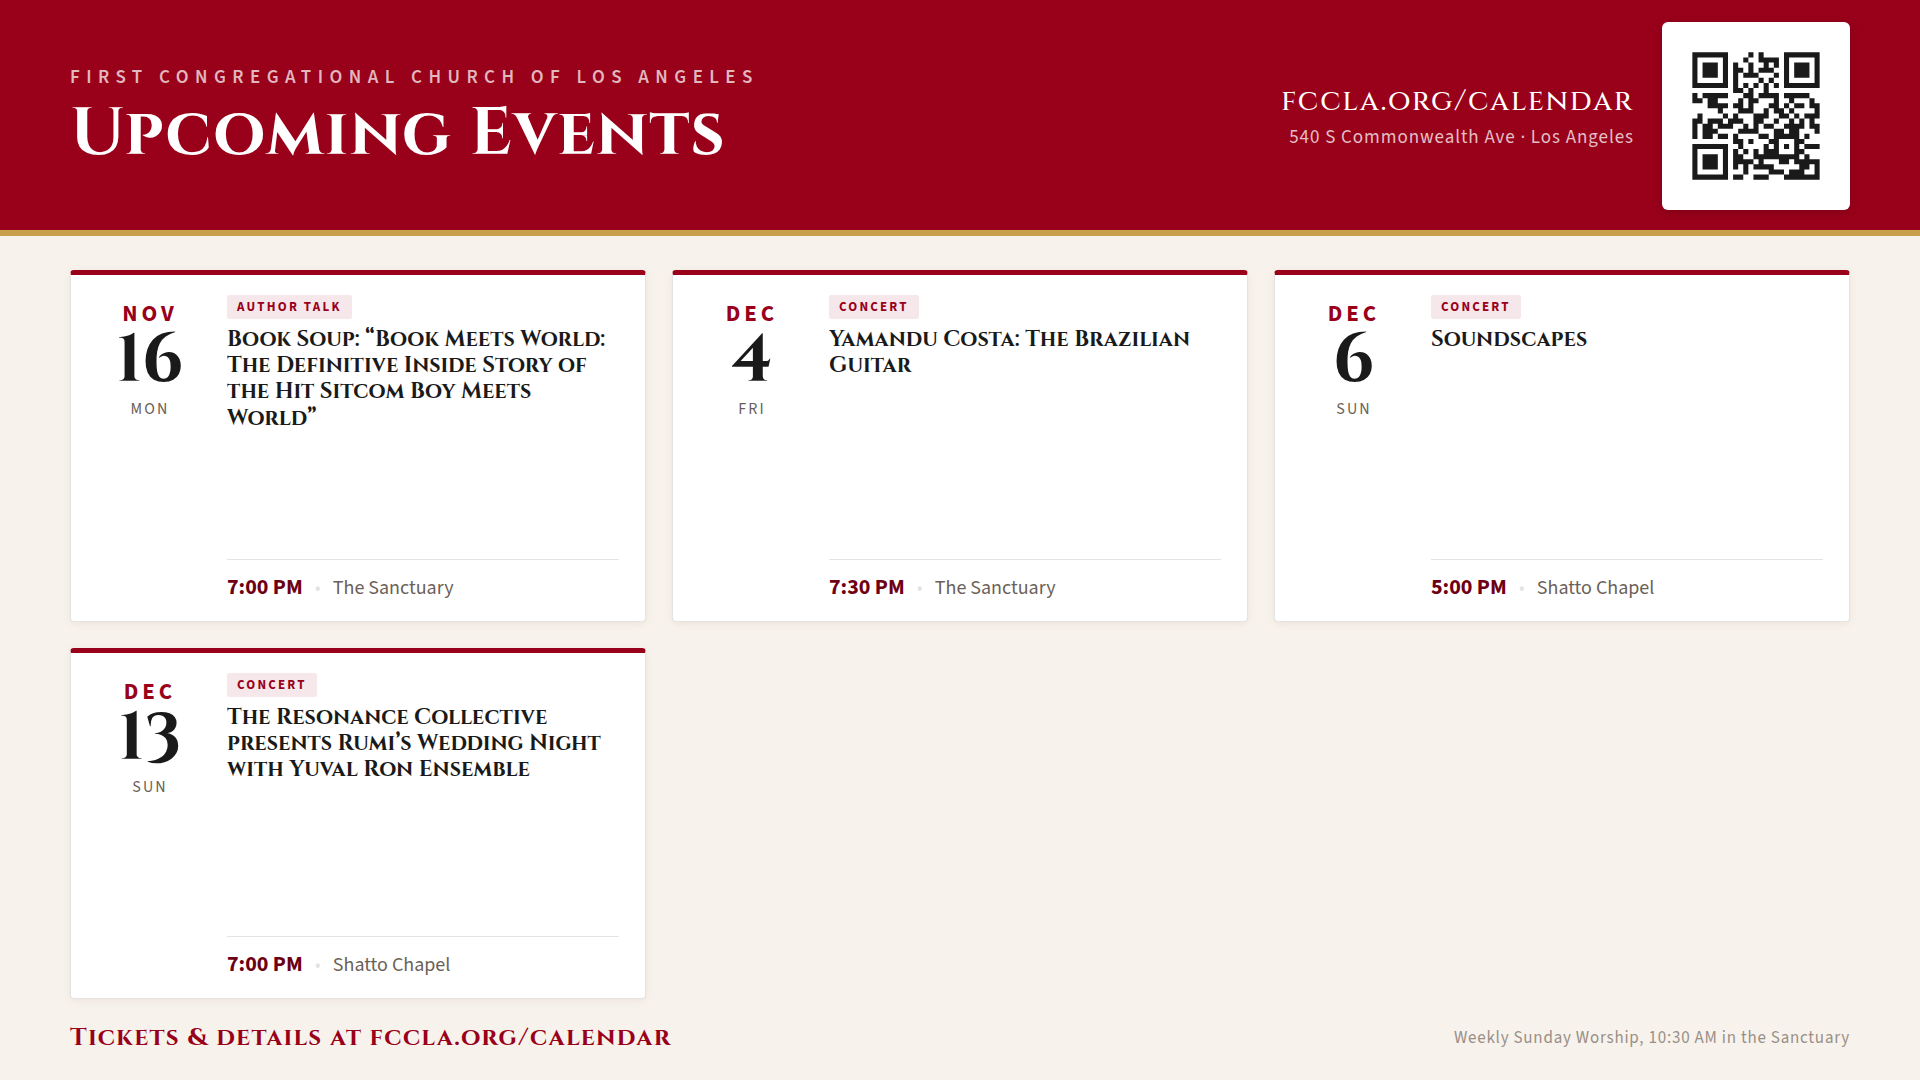 FIRST CONGREGATIONAL CHURCH OF LOS ANGELES
Upcoming Events
FCCLA.ORG/CALENDAR
540 S Commonwealth Ave · Los Angeles
NOV
16
MON
AUTHOR TALK
Book Soup: “Book Meets World:
The Definitive Inside Story of
the Hit Sitcom Boy Meets
World”
7:00 PM • The Sanctuary
DEC
4
FRI
CONCERT
Yamandu Costa: The Brazilian
Guitar
7:30 PM • The Sanctuary
DEC
6
SUN
CONCERT
Soundscapes
5:00 PM • Shatto Chapel
DEC
13
SUN
CONCERT
The Resonance Collective
presents Rumi’s Wedding Night
with Yuval Ron Ensemble
7:00 PM • Shatto Chapel
Tickets & details at fccla.org/calendar
Weekly Sunday Worship, 10:30 AM in the Sanctuary